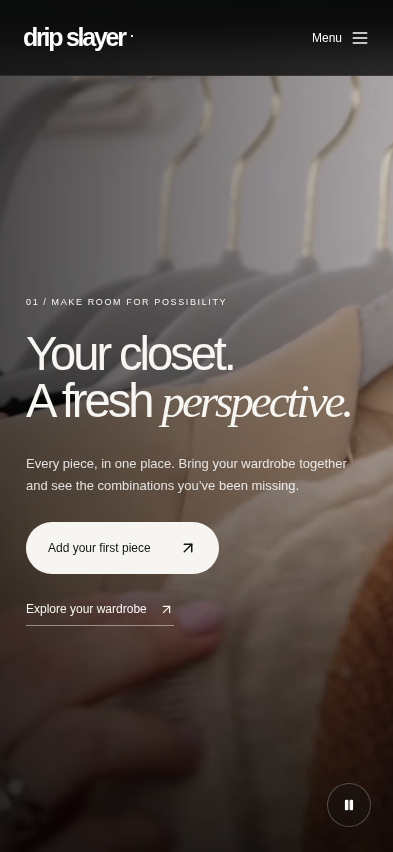 drip slayer
Menu
01 / MAKE ROOM FOR POSSIBILITY
Your closet.
A fresh perspective.
Every piece, in one place. Bring your wardrobe together
and see the combinations you've been missing.
Add your first piece
Explore your wardrobe